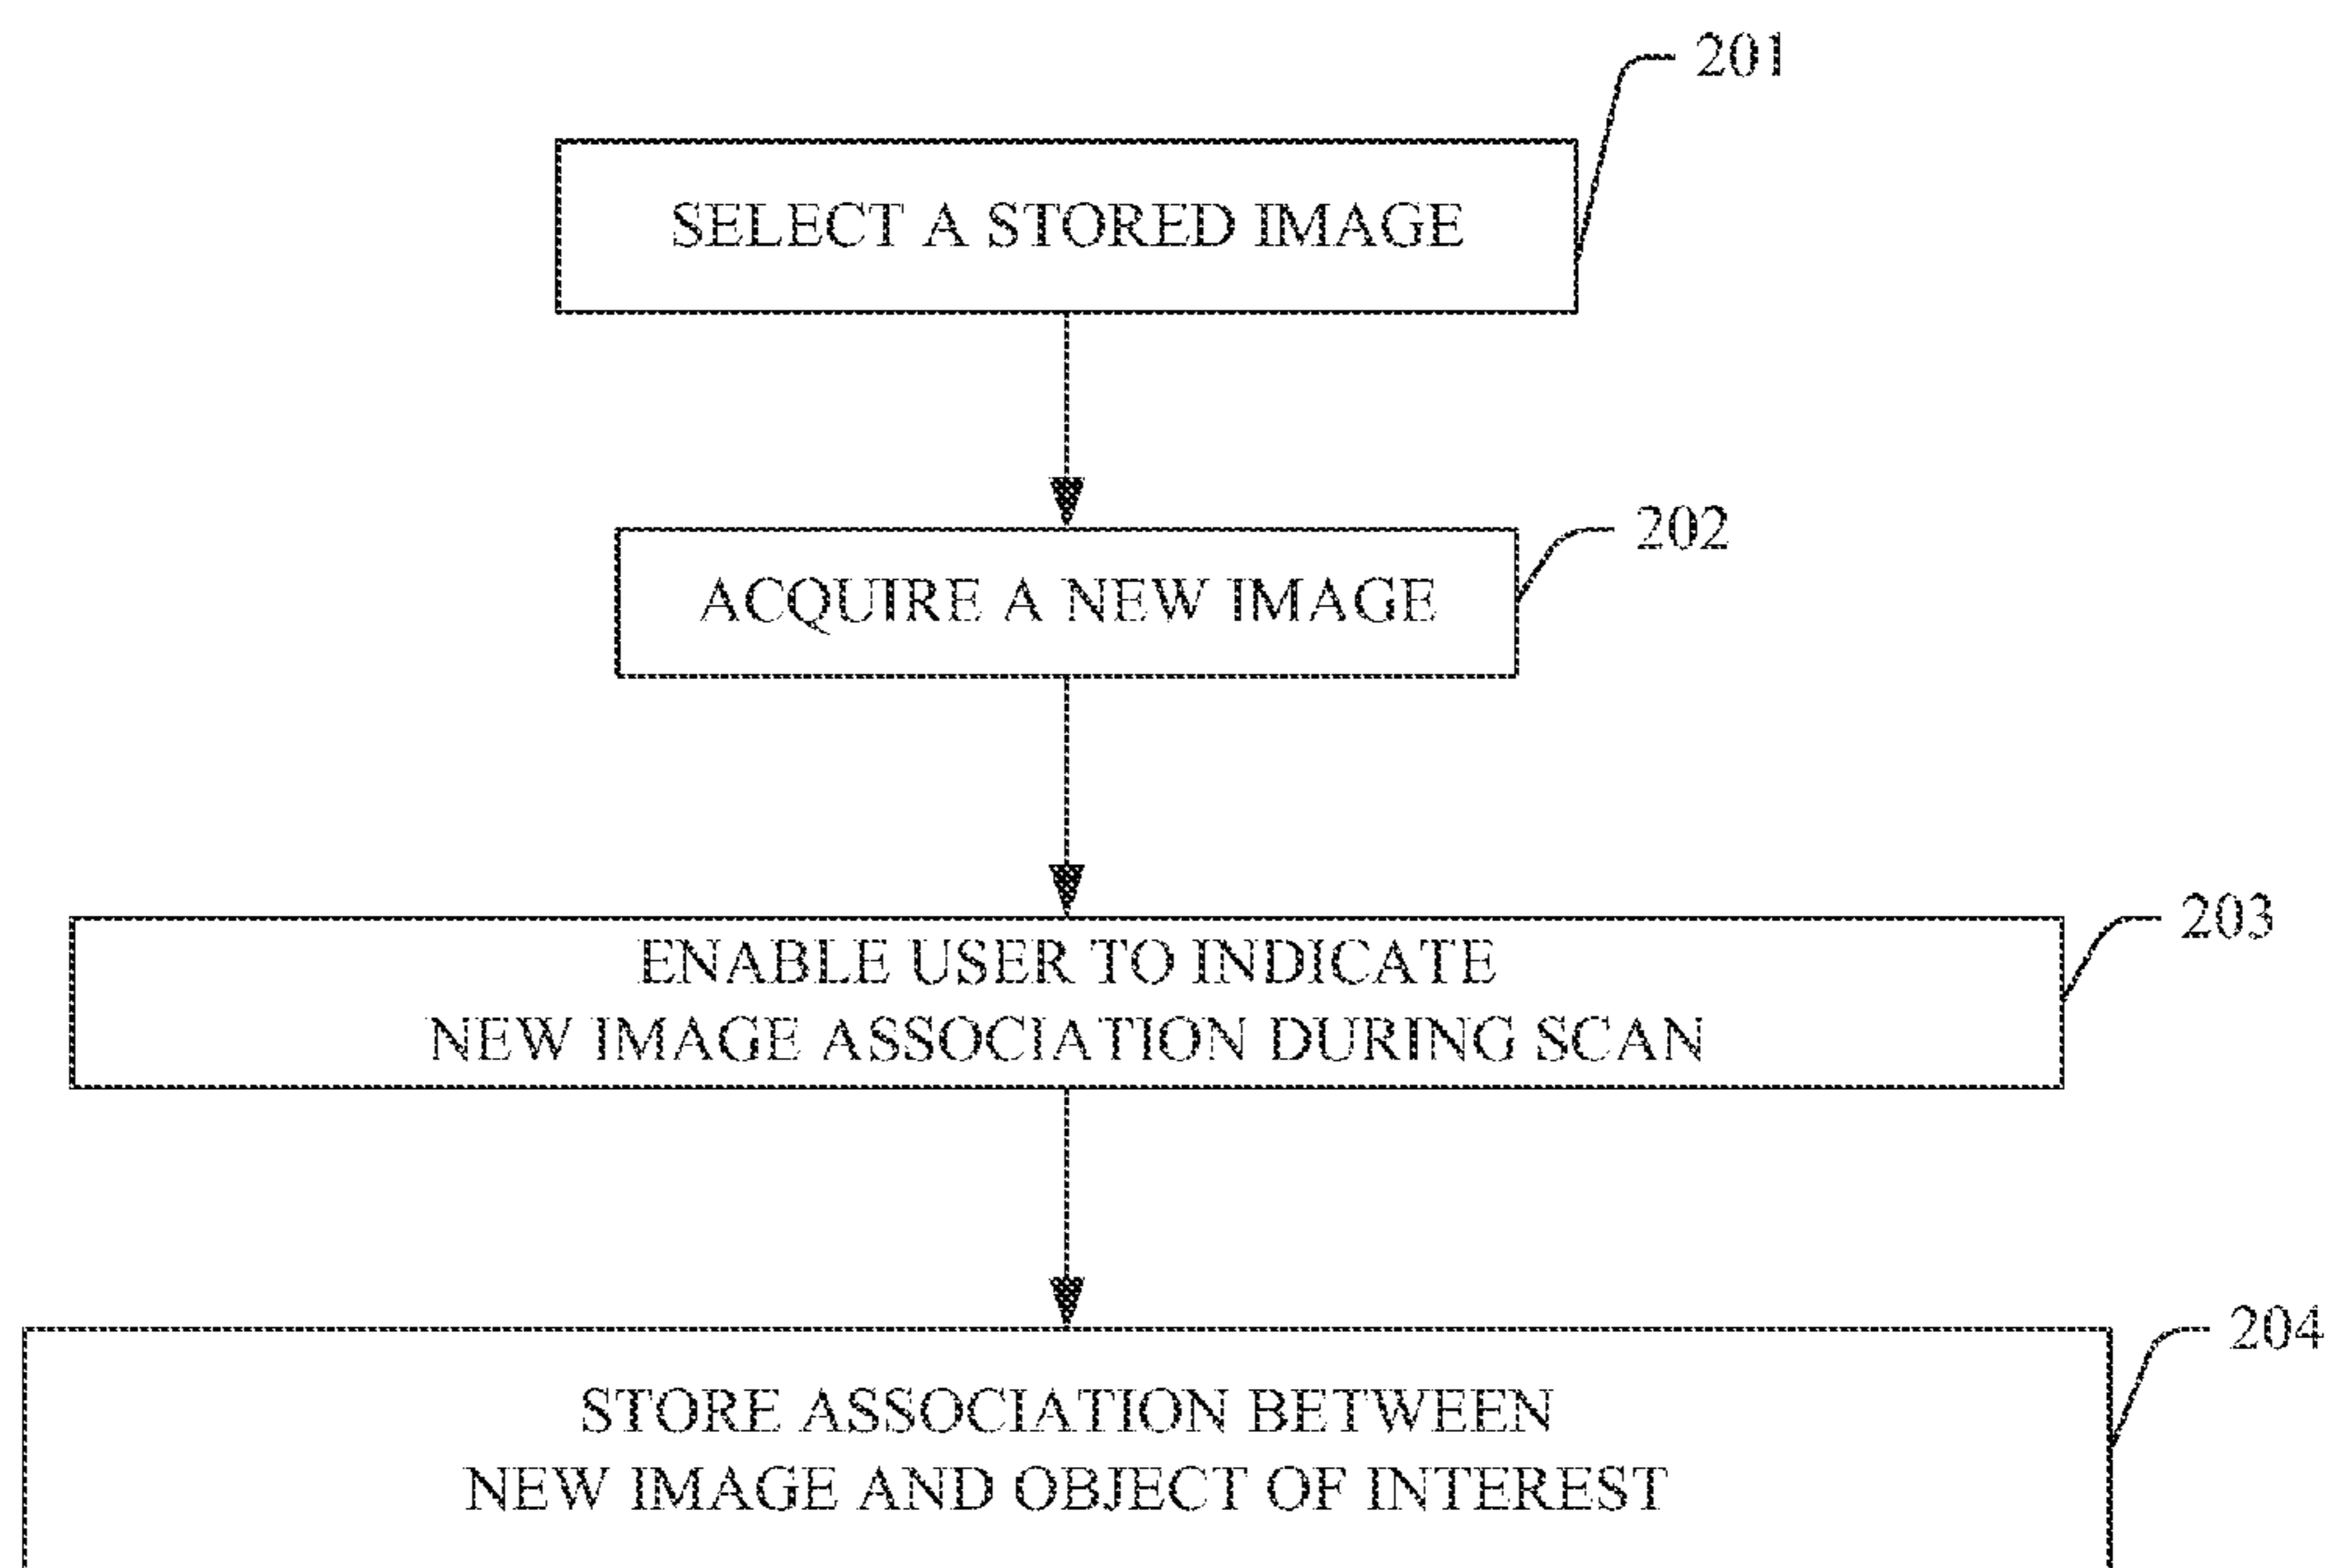 201
SELECT A STORED IMAGE
202
ACQUIRE A NEW IMAGE
203
ENABLE USER TO INDICATE
NEW IMAGE ASSOCIATION DURING SCAN
204
STORE ASSOCIATION BETWEEN
NEW IMAGE AND OBJECT OF INTEREST